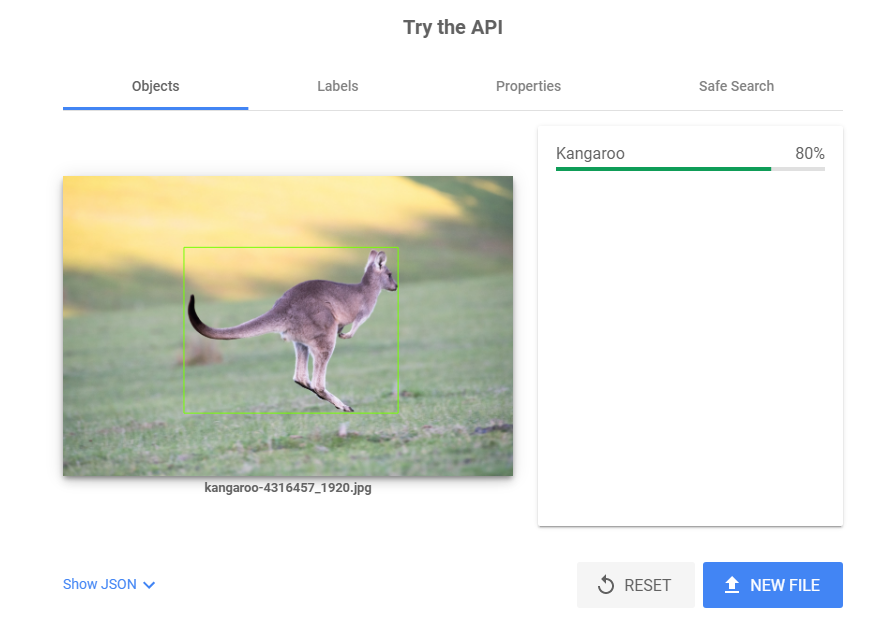 Try the API
Objects Labels Properties Safe Search
Kangaroo 80%
kangaroo-4316457_1920.jpg
Show JSON RESET NEW FILE